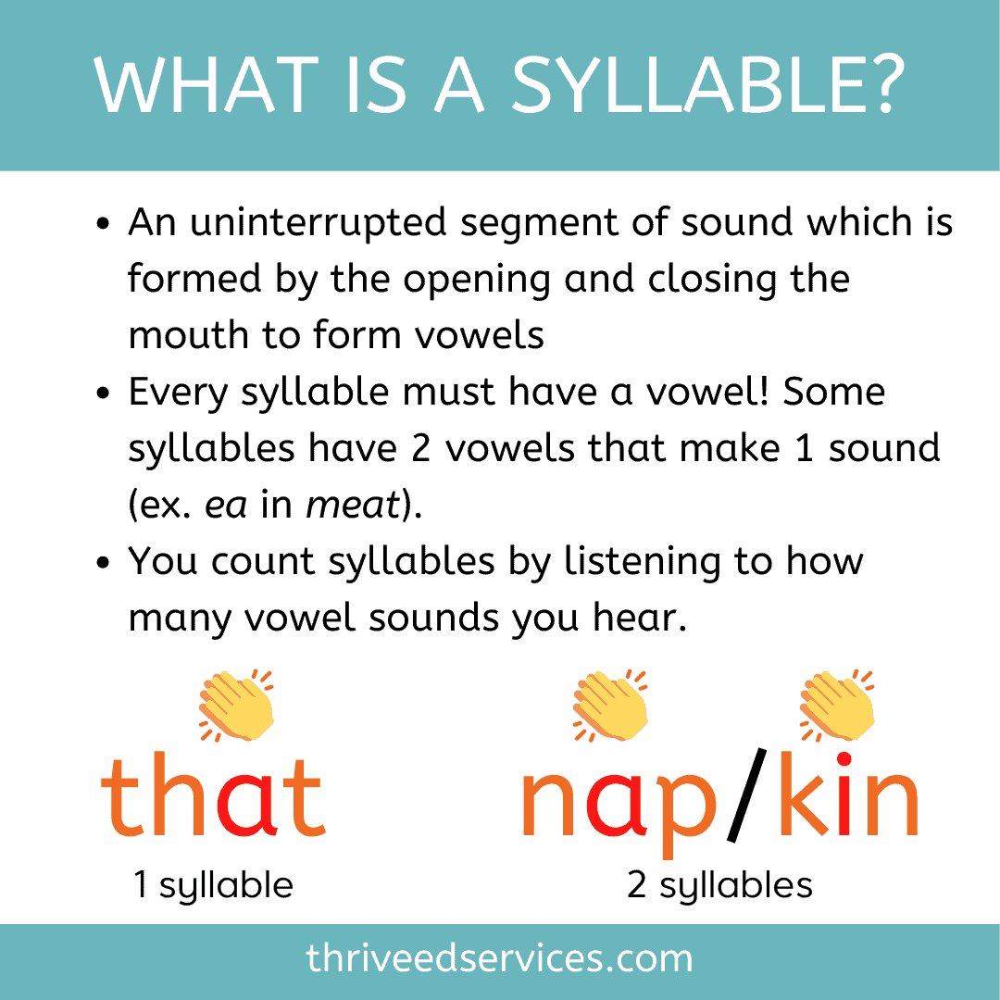 WHAT IS A SYLLABLE?
• An uninterrupted segment of sound which is
formed by the opening and closing the
mouth to form vowels
• Every syllable must have a vowel! Some
syllables have 2 vowels that make 1 sound
(ex. ea in meat).
• You count syllables by listening to how
many vowel sounds you hear.
that
1 syllable
nap/kin
2 syllables
thriveedservices.com